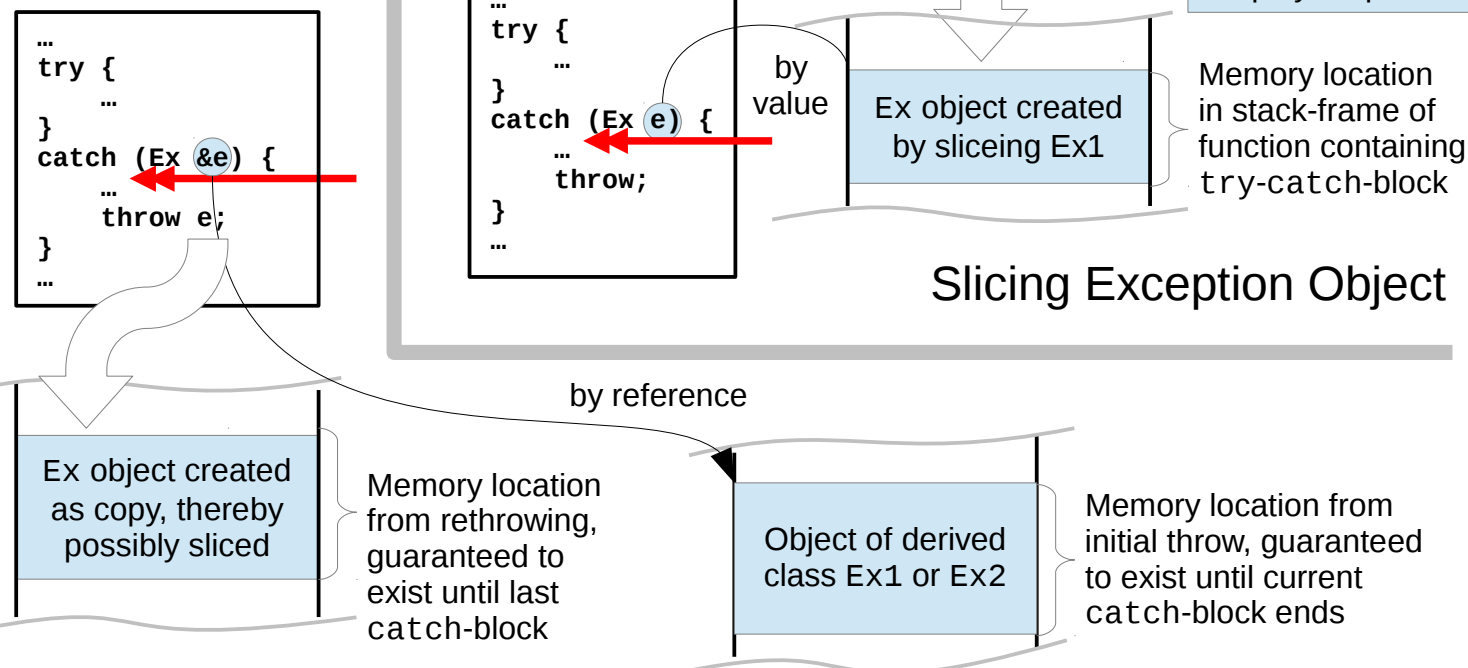 …
try {
…
}
catch (Ex &e) {
…
throw e;
}
…
…
try {
…
}
catch (Ex e) {
…
throw;
}
…
by
value
Ex object created
by sliceing Ex1
Memory location
in stack-frame of
function containing
try-catch-block
Slicing Exception Object
by reference
Ex object created
as copy, thereby
possibly sliced
Memory location
from rethrowing,
guaranteed to
exist until last
catch-block
Object of derived
class Ex1 or Ex2
Memory location from
initial throw, guaranteed
to exist until current
catch-block ends